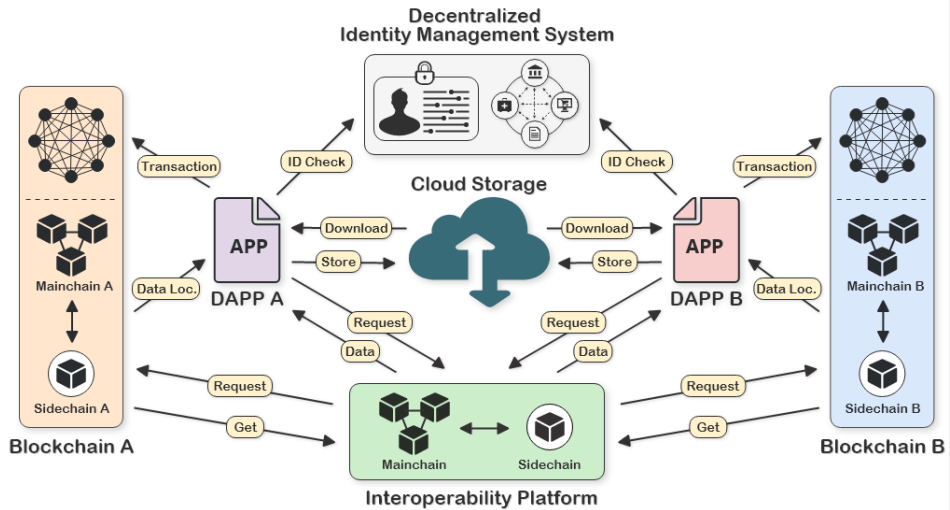 Decentralized
Identity Management System
Transaction
ID Check
ID Check
Transaction
Cloud Storage
APP
Download
Download
APP
Store
Store
Mainchain A
Data Loc.
DAPP A
DAPP B
Data Loc.
Mainchain B
Request
Request
Data
Data
Request
Request
Sidechain A
Get
Get
Sidechain B
Blockchain A
Mainchain
Sidechain
Blockchain B
Interoperability Platform